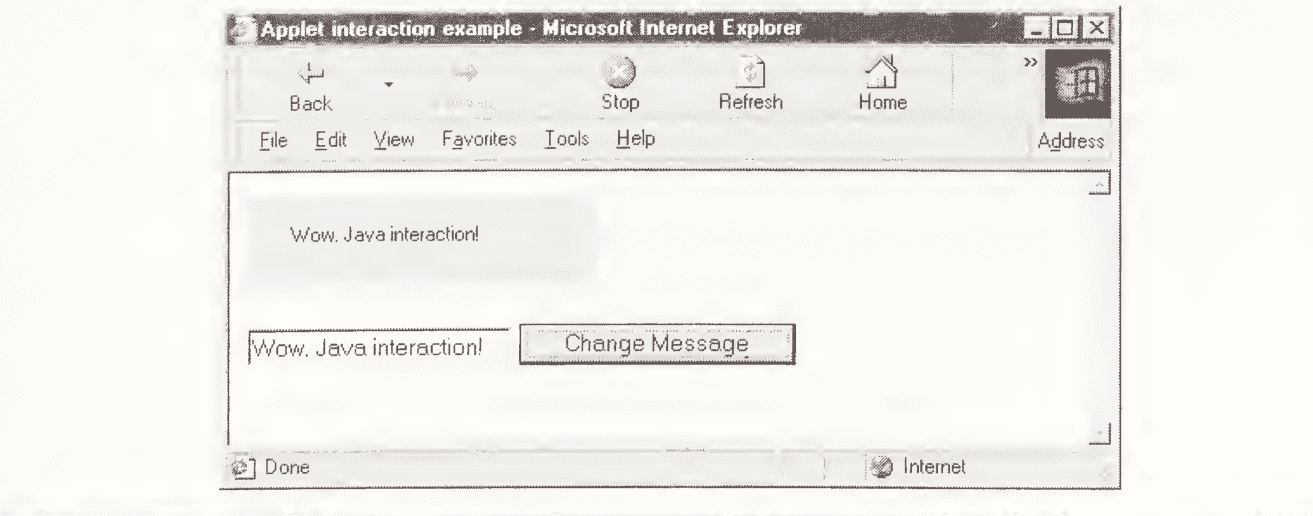 Applet interaction example - Microsoft Internet Explorer
Back Stop Refresh Home »
File Edit View Favorites Tools Help Address
Wow, Java interaction!
Wow, Java interaction! Change Message
Done Internet